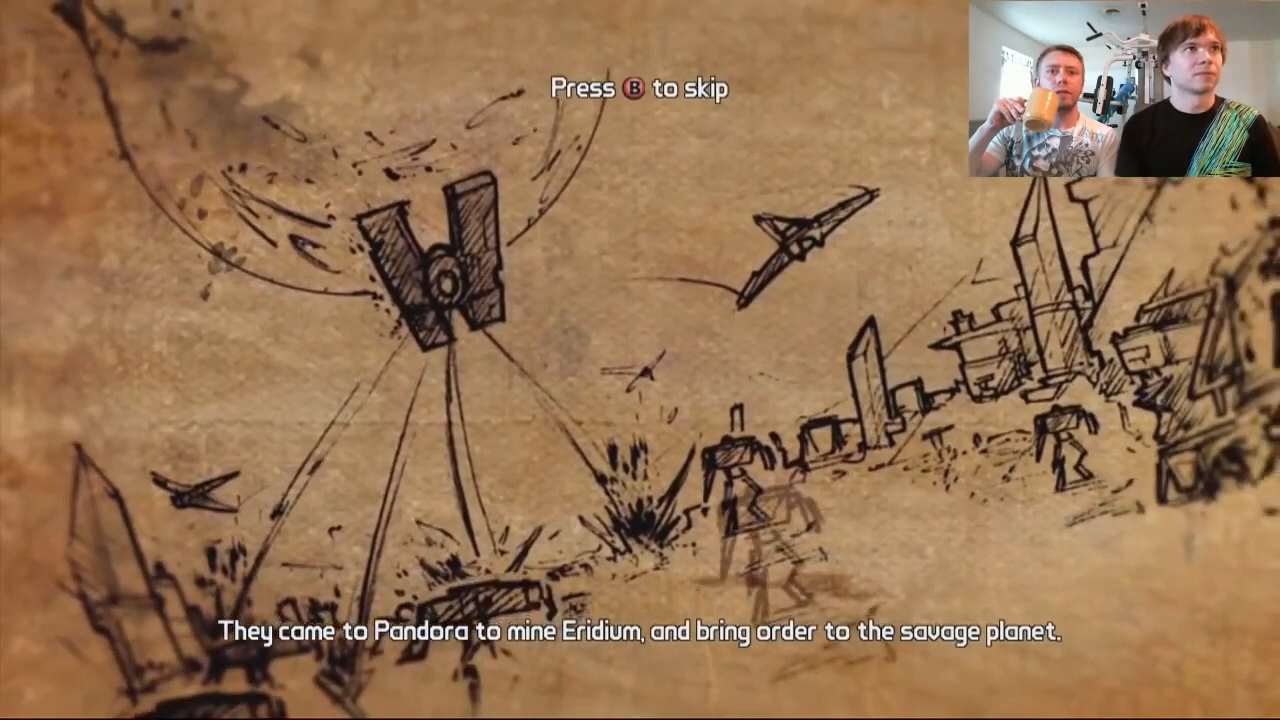 Press B to skip
They came to Pandora to mine Eridium, and bring order to the savage planet.